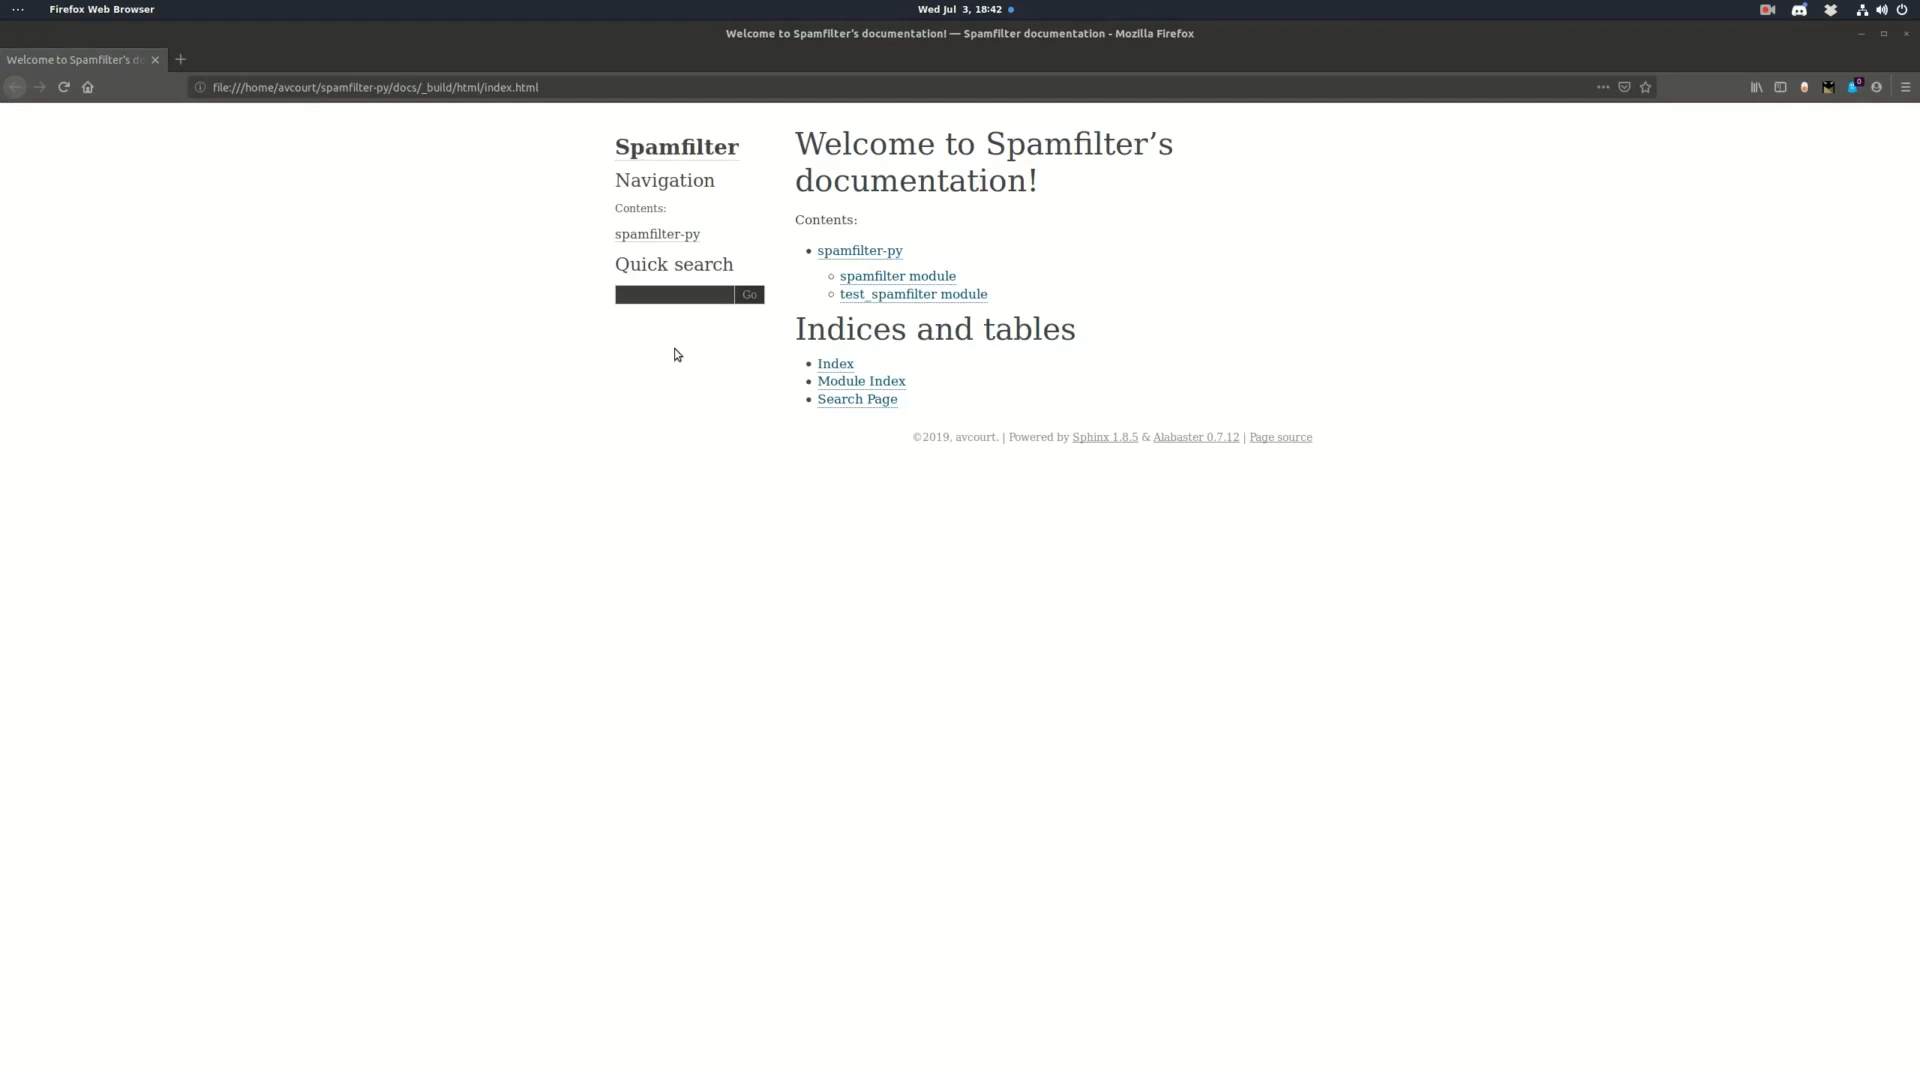 Firefox Web Browser
Wed Jul 3, 18:42
Welcome to Spamfilter's documentation! — Spamfilter documentation - Mozilla Firefox
Welcome to Spamfilter's do
file:///home/avcourt/spamfilter-py/docs/_build/html/index.html
0
Spamfilter
Navigation
Contents:
spamfilter-py
Quick search
Go
Welcome to Spamfilter’s
documentation!
Contents:
spamfilter-py
spamfilter module
test_spamfilter module
Indices and tables
Index
Module Index
Search Page
©2019, avcourt. | Powered by Sphinx 1.8.5 & Alabaster 0.7.12 | Page source